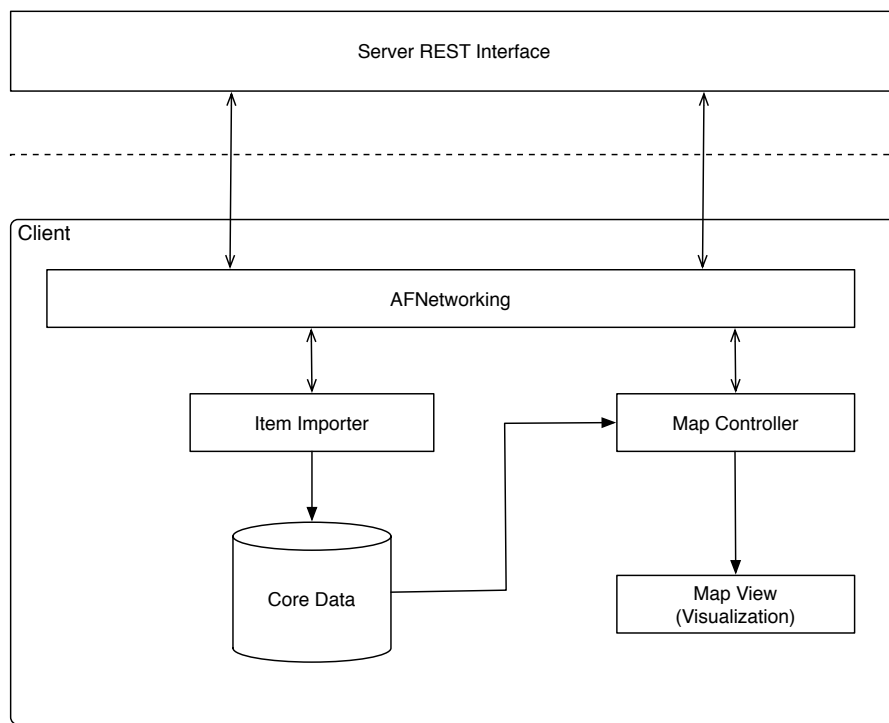 Server REST Interface
Client
AFNetworking
Item Importer
Map Controller
Core Data
Map View
(Visualization)